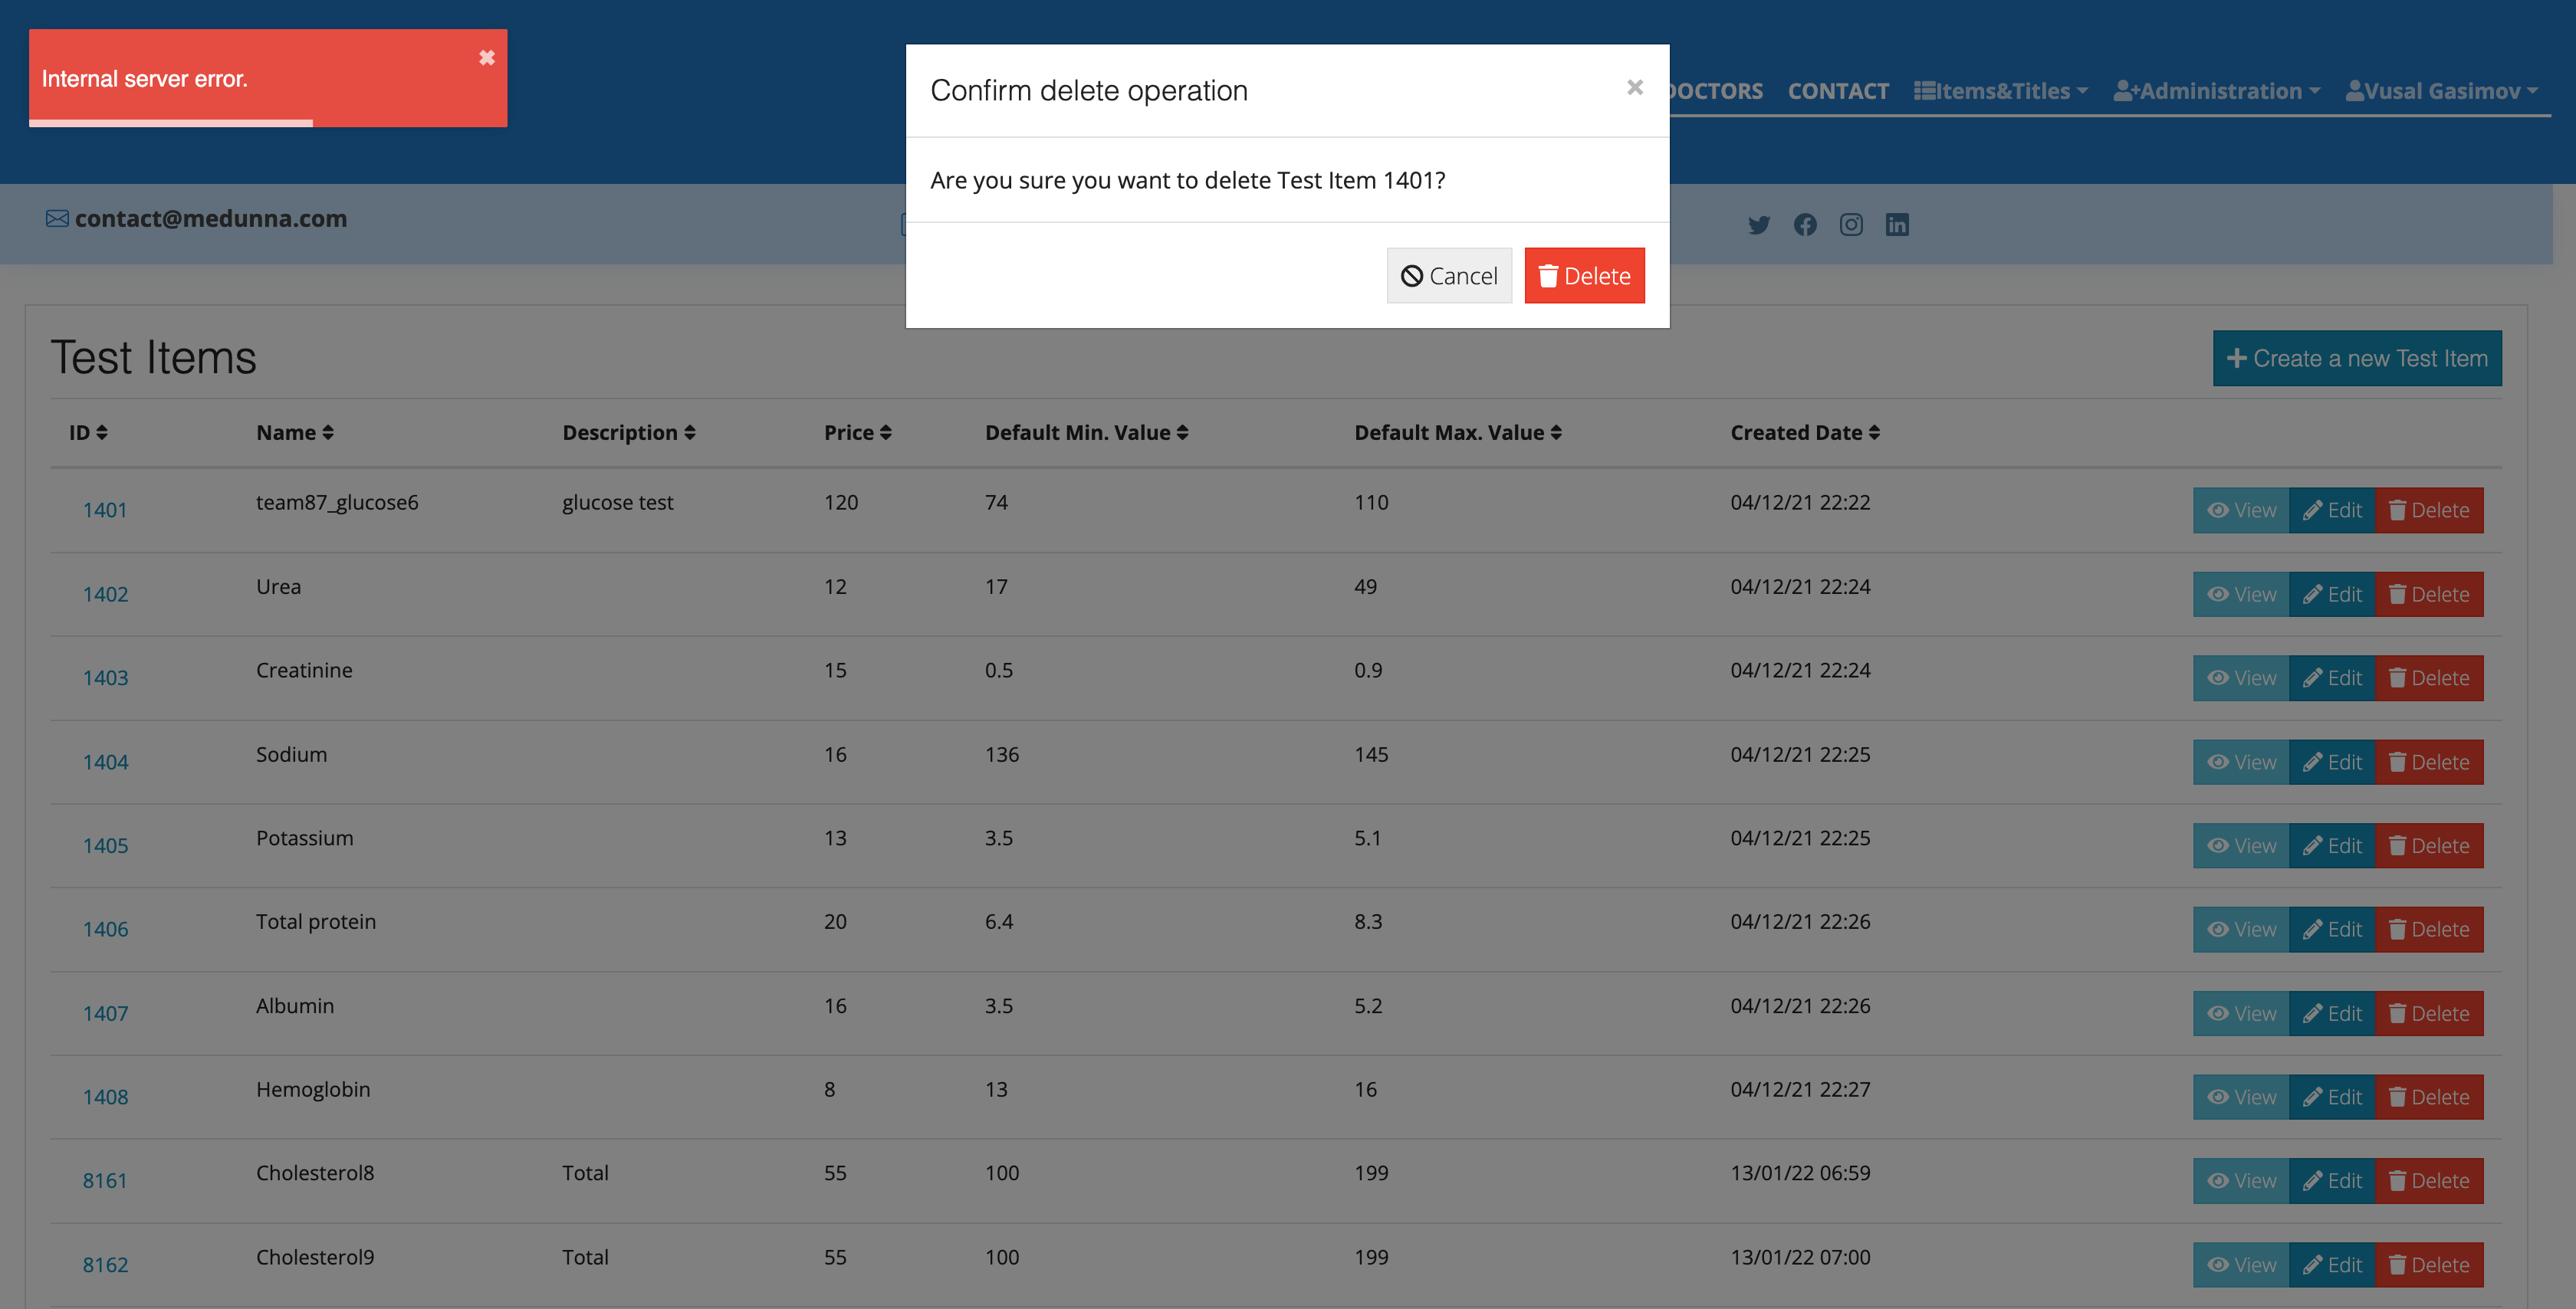 Internal server error.
Confirm delete operation
Are you sure you want to delete Test Item 1401?
Cancel Delete
DOCTORS CONTACT Items&Titles Administration Vusal Gasimov
contact@medunna.com
Test Items
Create a new Test Item
ID Name Description Price Default Min. Value Default Max. Value Created Date
1401 team87_glucose6 glucose test 120 74 110 04/12/21 22:22 View Edit Delete
1402 Urea 12 17 49 04/12/21 22:24 View Edit Delete
1403 Creatinine 15 0.5 0.9 04/12/21 22:24 View Edit Delete
1404 Sodium 16 136 145 04/12/21 22:25 View Edit Delete
1405 Potassium 13 3.5 5.1 04/12/21 22:25 View Edit Delete
1406 Total protein 20 6.4 8.3 04/12/21 22:26 View Edit Delete
1407 Albumin 16 3.5 5.2 04/12/21 22:26 View Edit Delete
1408 Hemoglobin 8 13 16 04/12/21 22:27 View Edit Delete
8161 Cholesterol8 Total 55 100 199 13/01/22 06:59 View Edit Delete
8162 Cholesterol9 Total 55 100 199 13/01/22 07:00 View Edit Delete